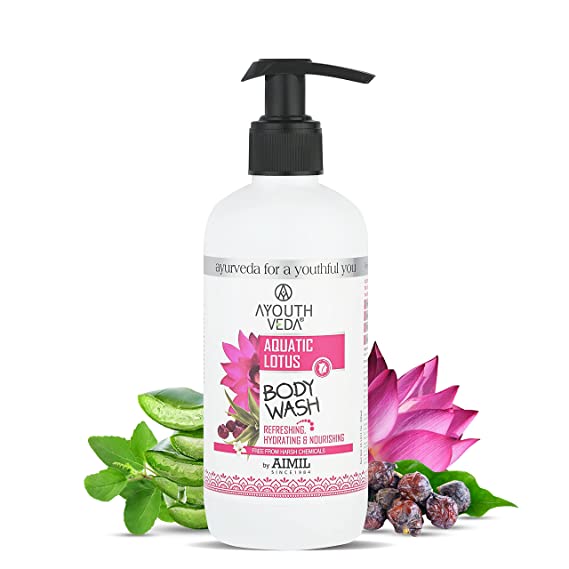 ayurveda for a youthful you
AYOUTH
VEDA®
AQUATIC
LOTUS
BODY
WASH
REFRESHING,
HYDRATING & NOURISHING
FREE FROM HARSH CHEMICALS
by AIMIL
SINCE 1984